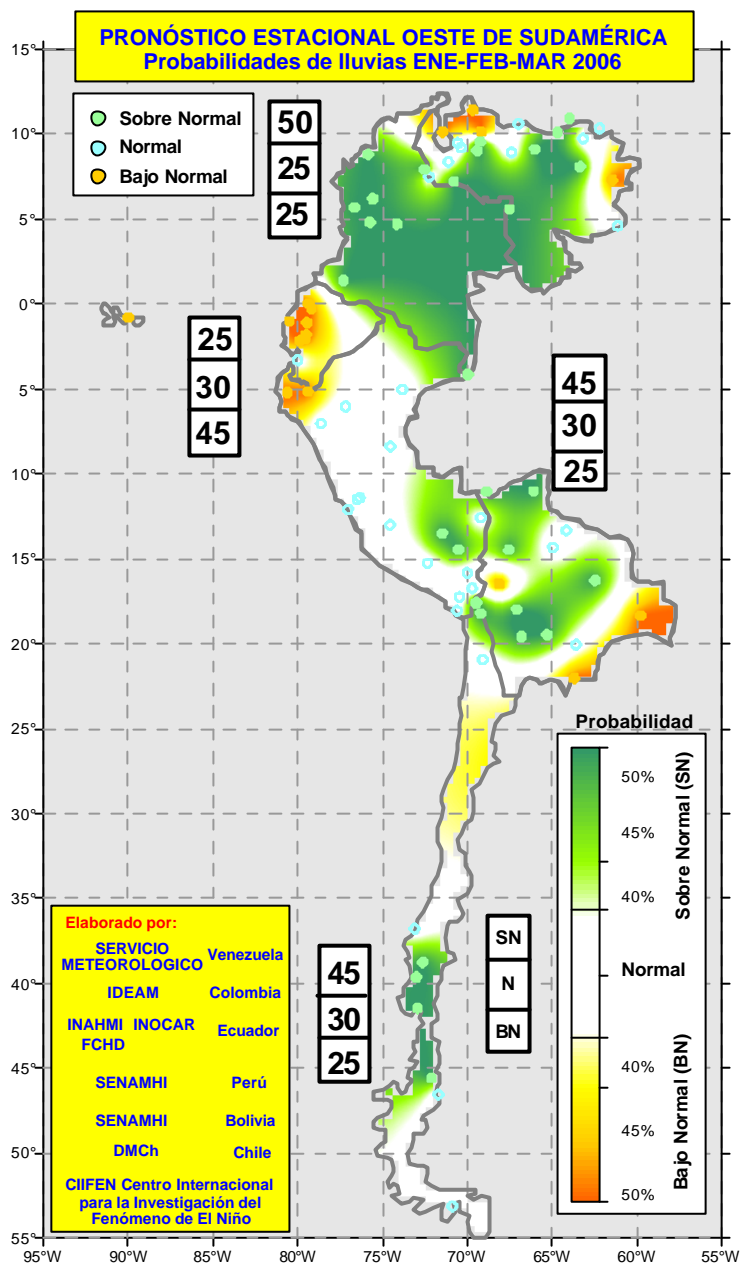 PRONÓSTICO ESTACIONAL OESTE DE SUDAMÉRICA
Probabilidades de lluvias ENE-FEB-MAR 2006
Sobre Normal
Normal
Bajo Normal
50
25
25
25
30
45
45
30
25
45
30
25
SN
N
BN
Probabilidad
50%
45%
40%
Sobre Normal (SN)
Normal
40%
45%
50%
Bajo Normal (BN)
Elaborado por:
SERVICIO METEOROLOGICO Venezuela
IDEAM Colombia
INAHMI INOCAR FCHD Ecuador
SENAMHI Perú
SENAMHI Bolivia
DMCh Chile
CIIFEN Centro Internacional
para la Investigación del
Fenómeno de El Niño
15°
10°
5°
0°
5°
10°
15°
20°
25°
30°
35°
40°
45°
50°
55°
95°W 90°W 85°W 80°W 75°W 70°W 65°W 60°W 55°W